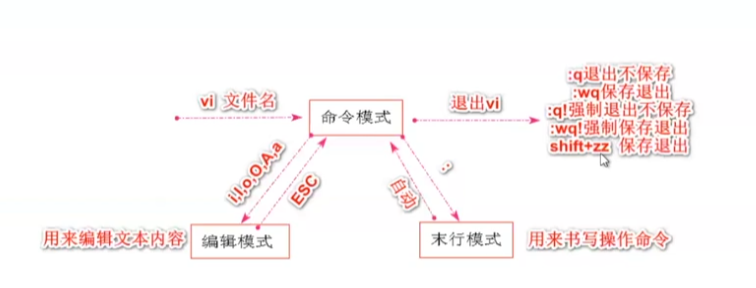 :q退出不保存
:wq保存退出
:q!强制退出不保存
:wq!强制保存退出
shift+zz 保存退出
vi 文件名
退出vi
命令模式
i,I,o,O,A,a
ESC
自动
:
用来编辑文本内容
编辑模式
末行模式
用来书写操作命令